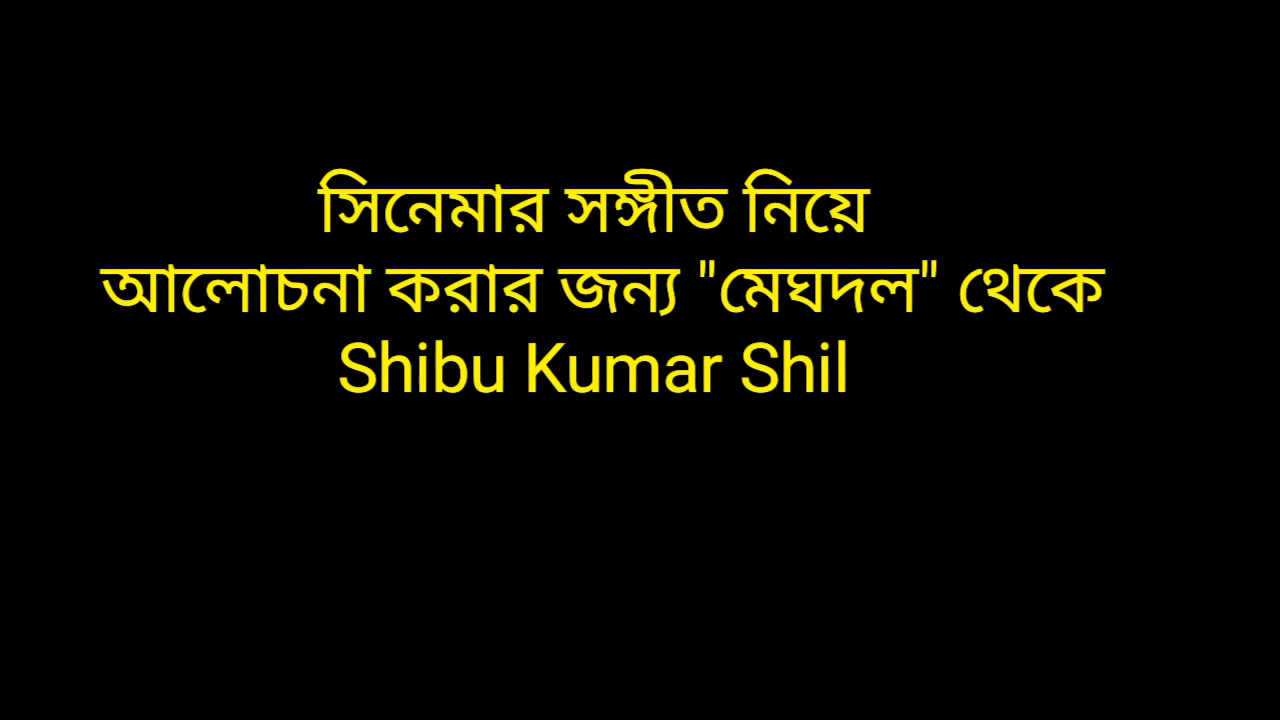 সিনেমার সঙ্গীত নিয়ে
আলোচনা করার জন্য "মেঘদল" থেকে
Shibu Kumar Shil